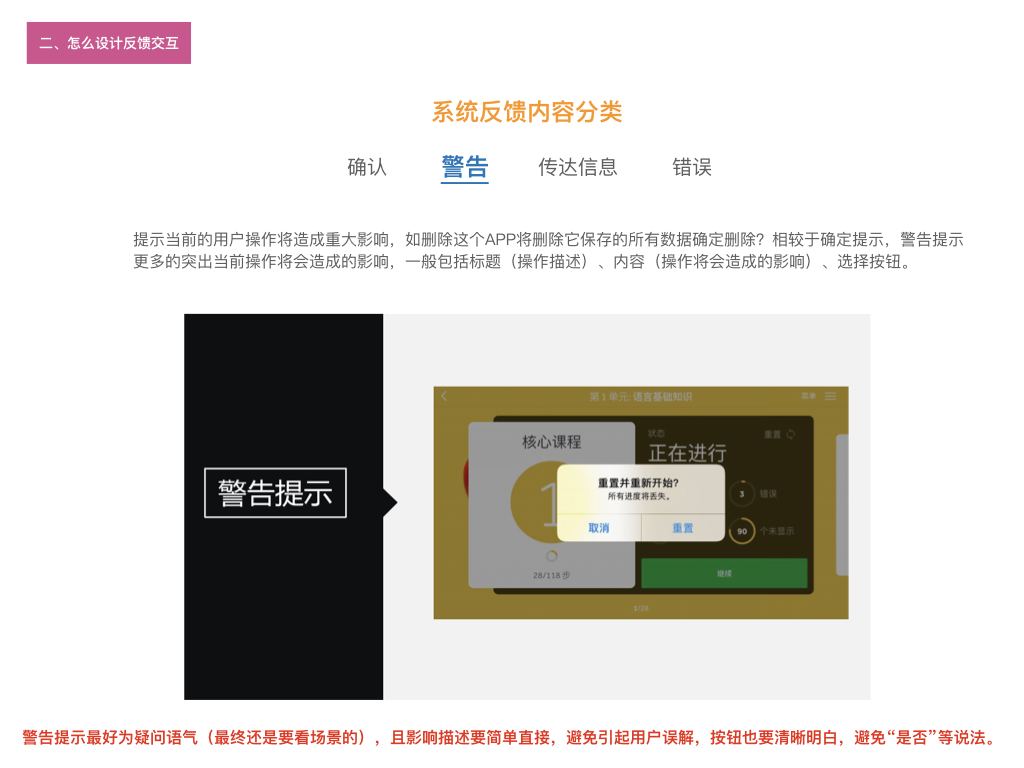 二、怎么设计反馈交互
系统反馈内容分类
确认 警告 传达信息 错误
提示当前的用户操作将造成重大影响，如删除这个APP将删除它保存的所有数据确定删除？相较于确定提示，警告提示
更多的突出当前操作将会造成的影响，一般包括标题（操作描述）、内容（操作将会造成的影响）、选择按钮。
警告提示
第 1 单元: 语言基础知识 菜单
核心课程
1
28/118 步
状态 重置
正在进行
重置并重新开始?
所有进度将丢失。
取消 重置
3 错误
90 个未显示
继续
1/28
警告提示最好为疑问语气（最终还是要看场景的），且影响描述要简单直接，避免引起用户误解，按钮也要清晰明白，避免“是否”等说法。